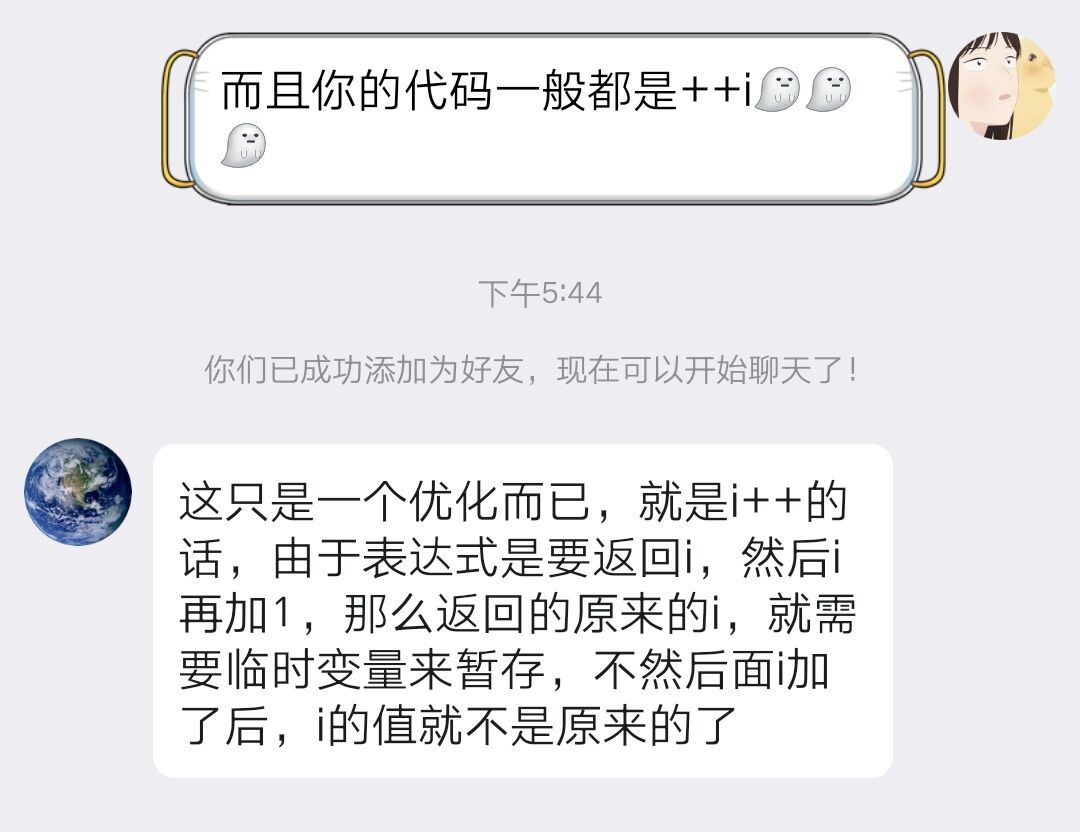 而且你的代码一般都是++i
下午5:44
你们已成功添加为好友，现在可以开始聊天了！
这只是一个优化而已，就是i++的
话，由于表达式是要返回i，然后i
再加1，那么返回的原来的i，就需
要临时变量来暂存，不然后面i加
了后，i的值就不是原来的了